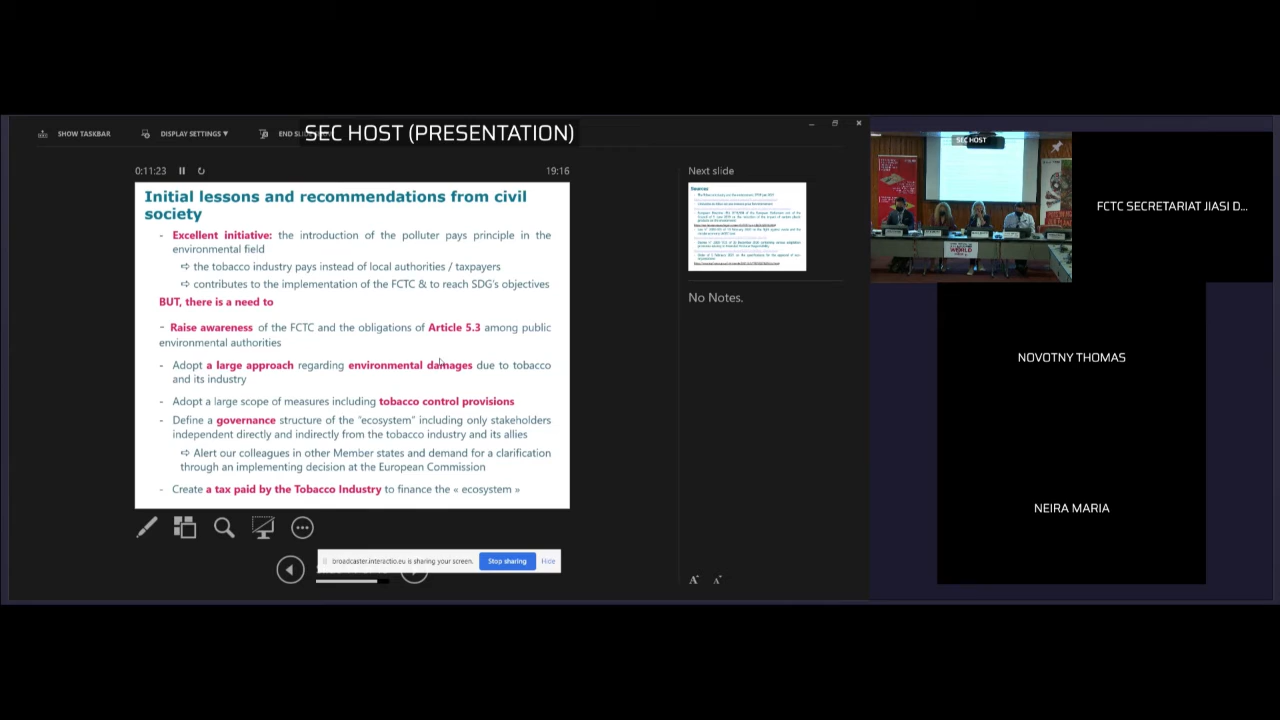 SHOW TASKBAR
DISPLAY SETTINGS ▼
END SL
SEC HOST (PRESENTATION)
0:11:23
19:16
Initial lessons and recommendations from civil
society
- Excellent initiative: the introduction of the polluter pays principle in the
environmental field
⇨ the tobacco industry pays instead of local authorities / taxpayers
⇨ contributes to the implementation of the FCTC & to reach SDG's objectives
BUT, there is a need to
- Raise awareness of the FCTC and the obligations of Article 5.3 among public
environmental authorities
- Adopt a large approach regarding environmental damages due to tobacco
and its industry
- Adopt a large scope of measures including tobacco control provisions
- Define a governance structure of the "ecosystem" including only stakeholders
independent directly and indirectly from the tobacco industry and its allies
⇨ Alert our colleagues in other Member states and demand for a clarification
through an implementing decision at the European Commission
- Create a tax paid by the Tobacco Industry to finance the « ecosystem »
broadcaster.interactio.eu is sharing your screen.
Stop sharing
Hide
Next slide
Sources
No Notes.
A
A
SEC HOST
WORLD
FCTC SECRETARIJASI D...
NOVOTNY THOMAS
NEIRA MARIA